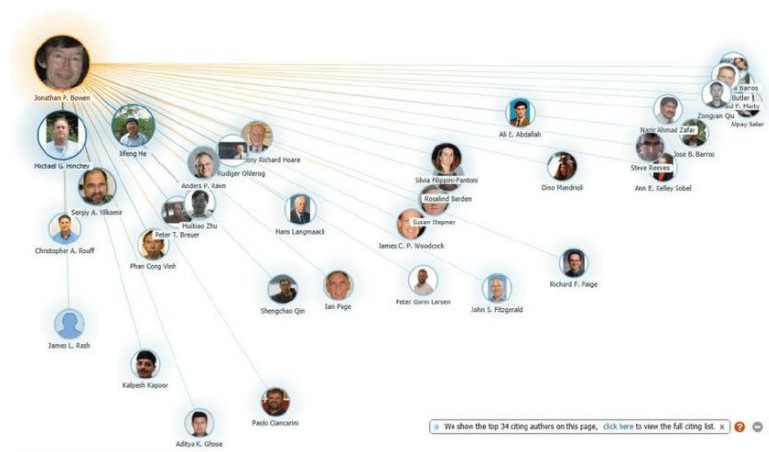 Jonathan P. Bowen
Michael G. Hinchey
Jifeng He
Tony Richard Hoare
Rudiger Olderog
Anders P. Ravn
Sergiy A. Vilkomir
Huibiao Zhu
Peter T. Breuer
Christopher A. Rouff
Phan Cong Vinh
Hans Langmaack
Shengchao Qin
Ian Page
James L. Rash
Kalpesh Kapoor
Aditya K. Ghose
Paolo Ciancarini
Ali E. Abdallah
Silvia Filippini-Fantoni
Rosalind Barden
Susan Stepney
James C. P. Woodcock
Dino Mandrioli
Peter Gorm Larsen
John S. Fitzgerald
Richard F. Paige
Barros
Butler
F. Marty
Zongyan Qiu
Nazir Ahmad Zafar
Jose B. Barros
Steve Reeves
Ann E. Kelley Sobel
We show the top 34 citing authors on this page, click here to view the full citing list. x